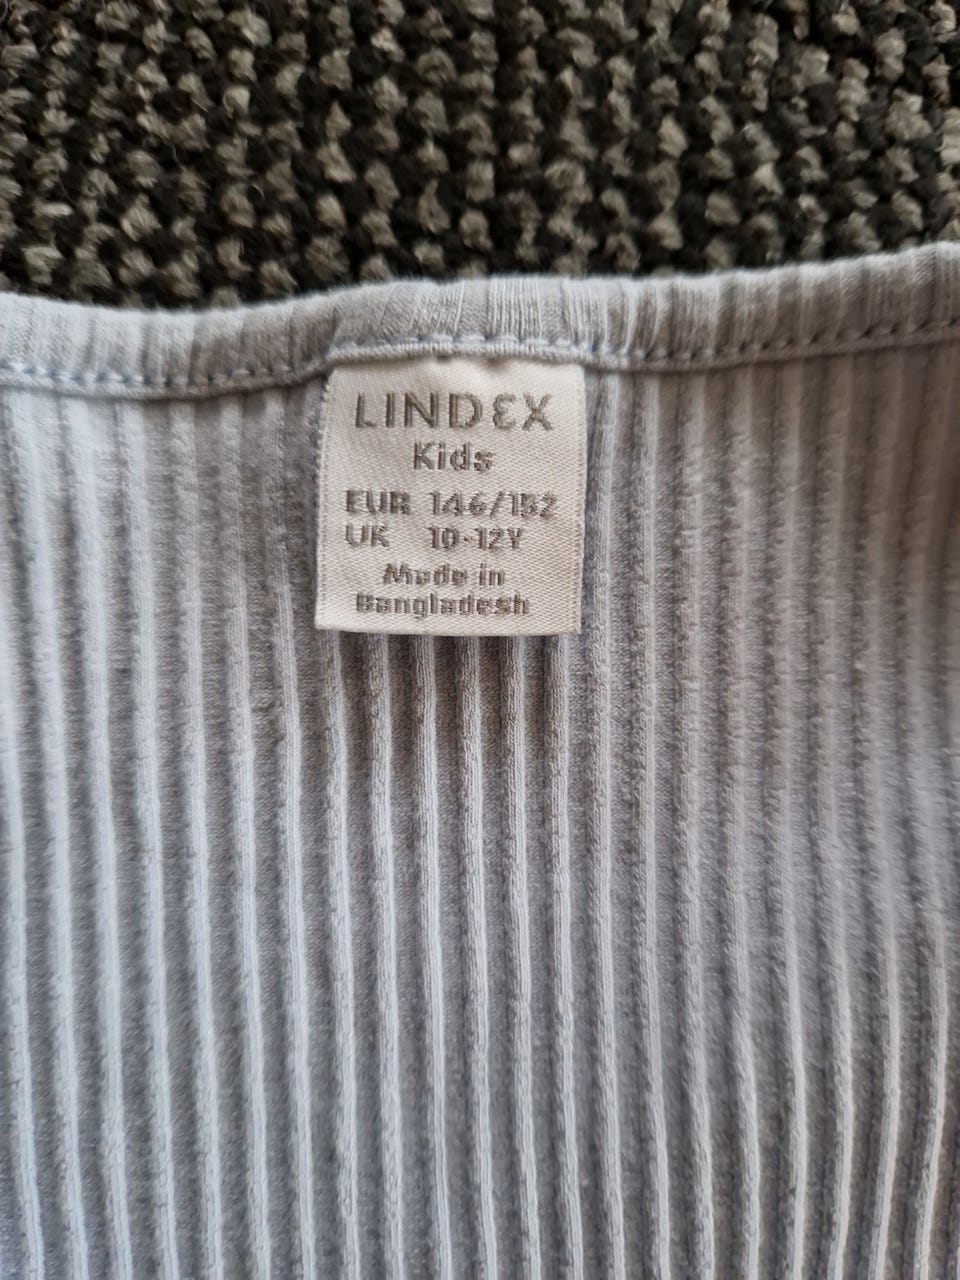 LINDEX
Kids
EUR 146/152
UK 10-12Y
Made in
Bangladesh